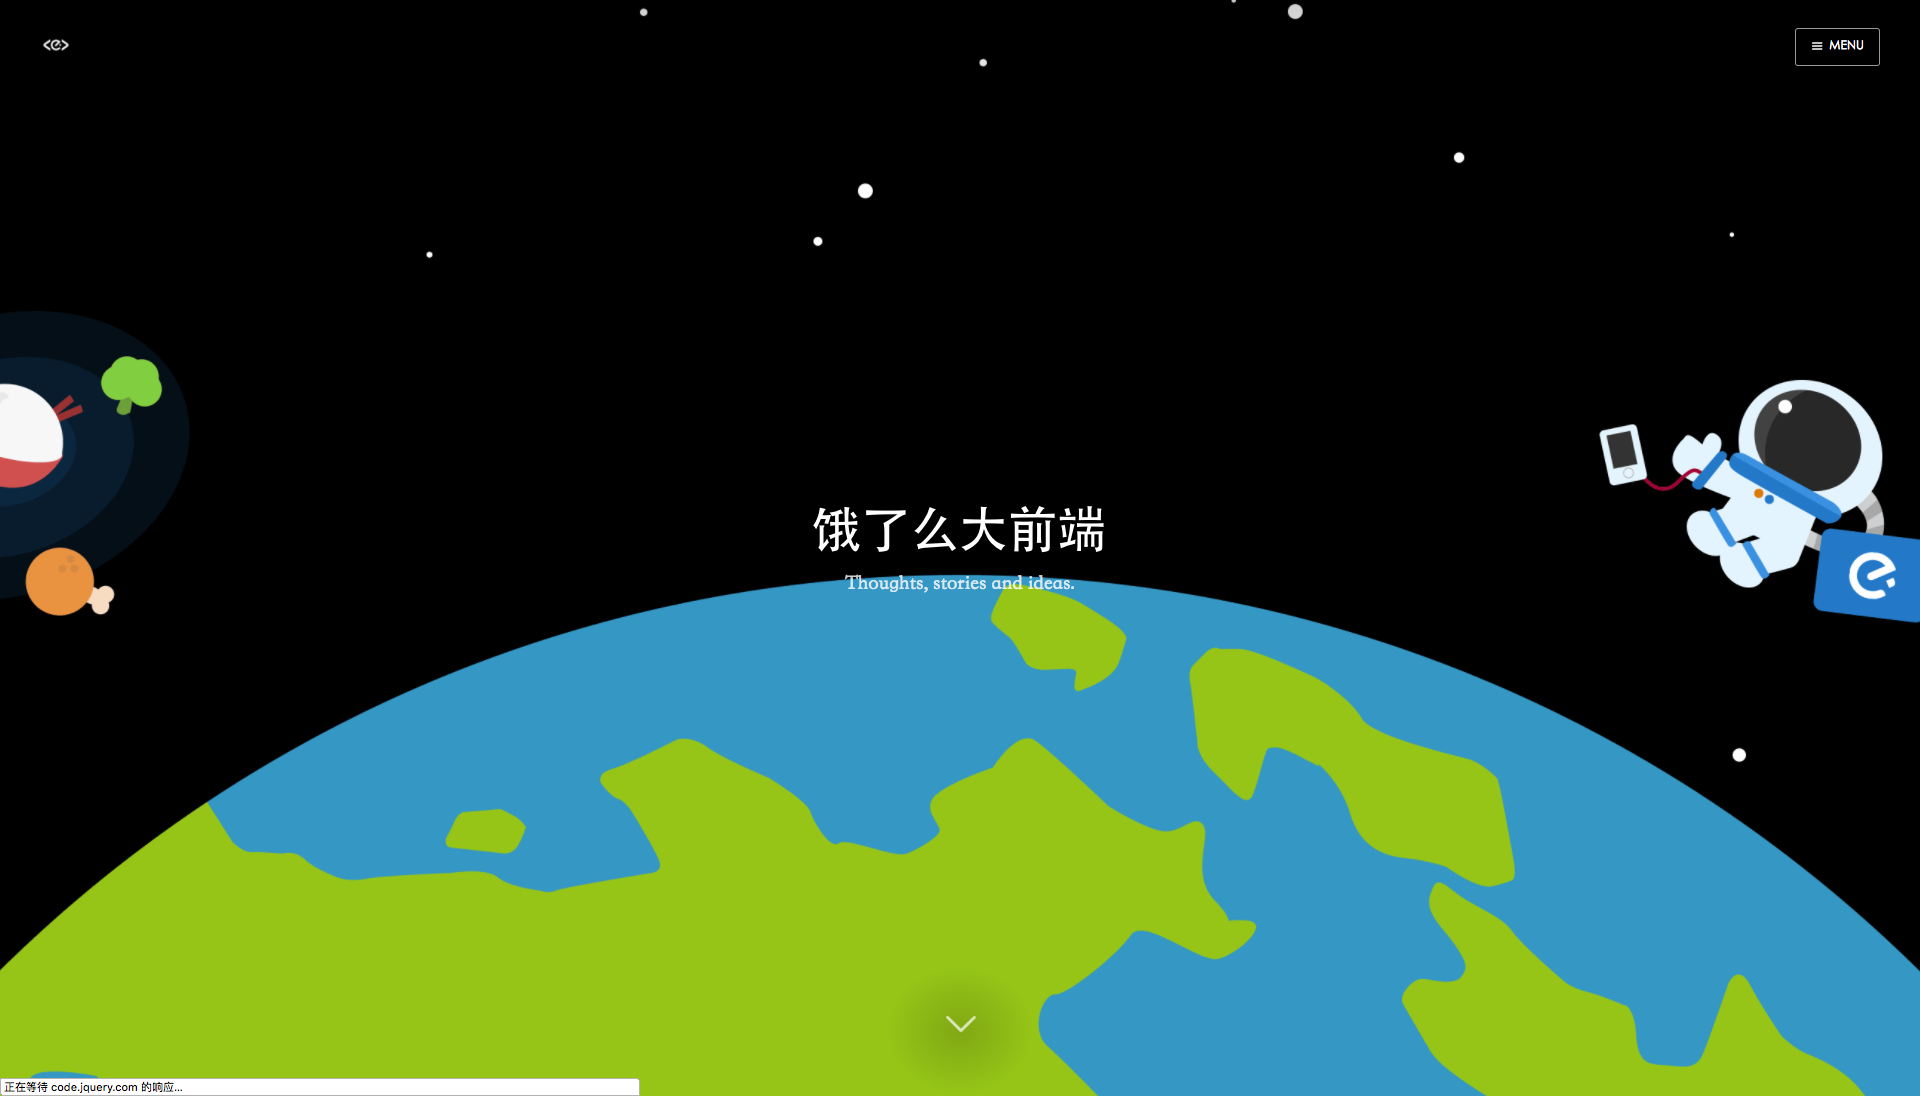 <e>
MENU
饿了么大前端
Thoughts, stories and ideas.
e
正在等待 code.jquery.com 的响应...